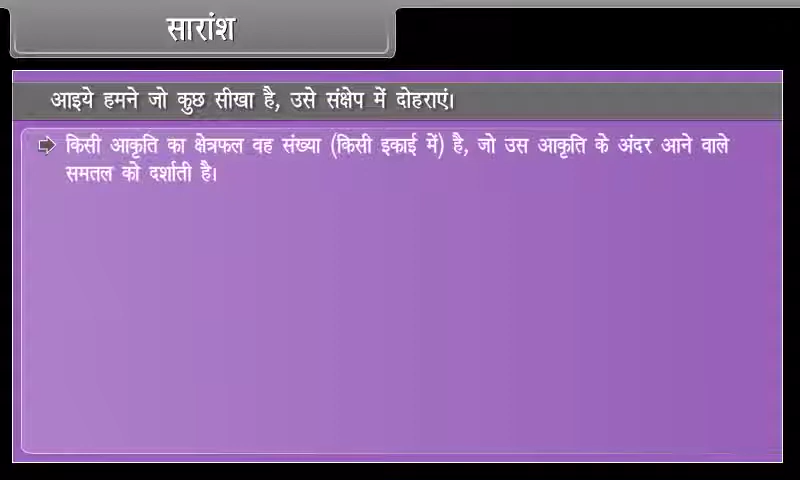 सारांश
आइये हमने जो कुछ सीखा है, उसे संक्षेप में दोहराएं।
किसी आकृति का क्षेत्रफल वह संख्या (किसी इकाई में) है, जो उस आकृति के अंदर आने वाले
समतल को दर्शाती है।